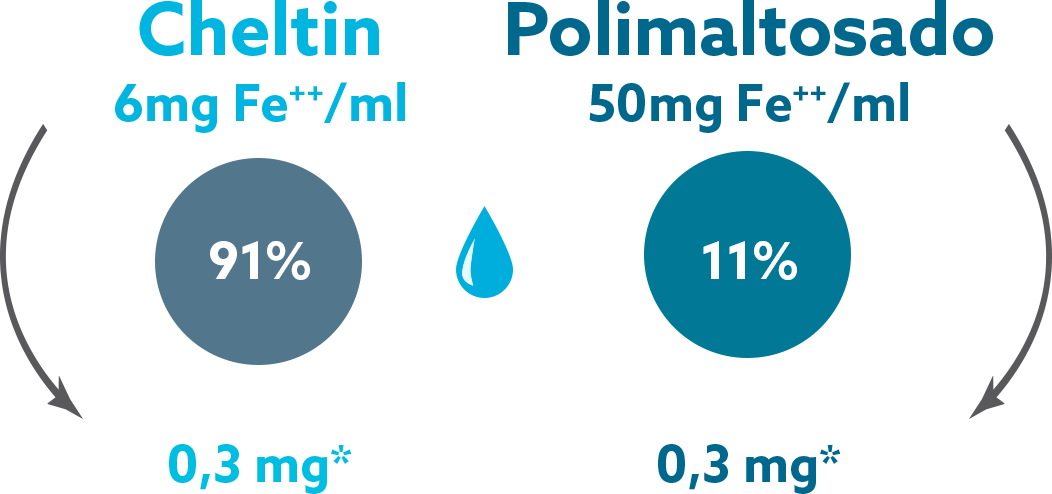 Cheltin
6mg Fe⁺⁺/ml
91%
0,3 mg*
Polimaltosado
50mg Fe⁺⁺/ml
11%
0,3 mg*